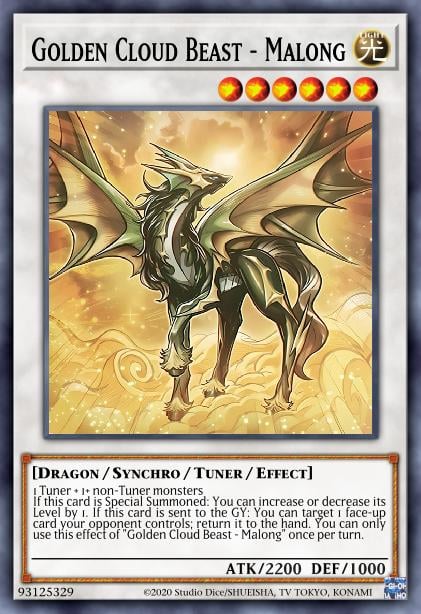 GOLDEN CLOUD BEAST - MALONG
LIGHT
光
[DRAGON / SYNCHRO / TUNER / EFFECT]
1 Tuner + 1+ non-Tuner monsters
If this card is Special Summoned: You can increase or decrease its
Level by 1. If this card is sent to the GY: You can target 1 face-up
card your opponent controls; return it to the hand. You can only
use this effect of "Golden Cloud Beast - Malong" once per turn.
ATK/2200 DEF/1000
93125329
©2020 Studio Dice/SHUEISHA, TV TOKYO, KONAMI